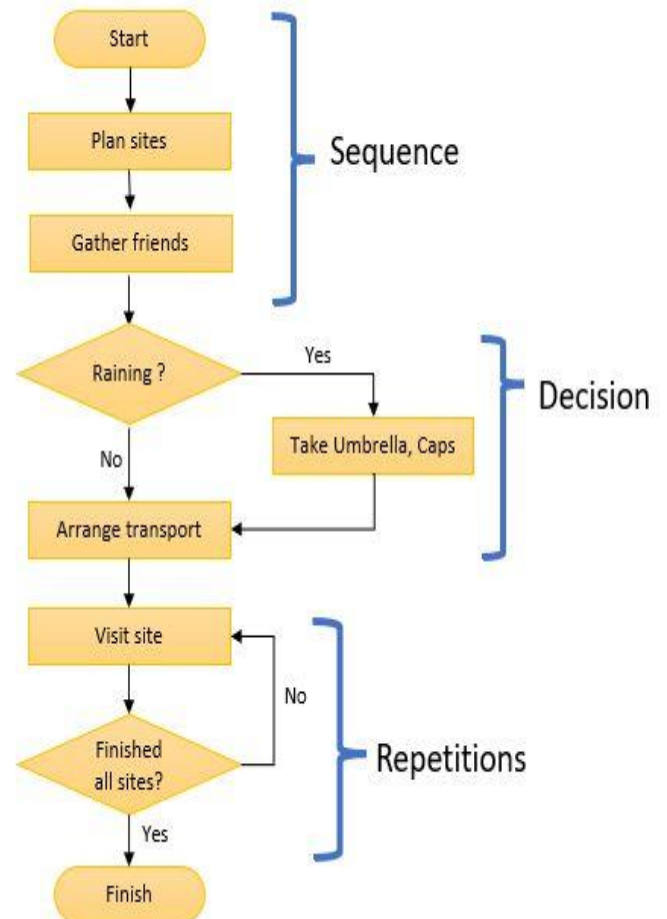 Start
Plan sites
Sequence
Gather friends
Raining ?
Yes
Decision
Take Umbrella, Caps
No
Arrange transport
Visit site
No
Finished
all sites?
Repetitions
Yes
Finish